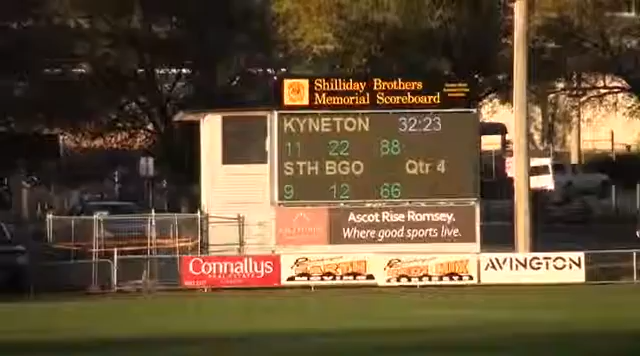 Shilliday Brothers
Memorial Scoreboard
KYNETON 32:23
11 22 88
STH BGO Qtr 4
9 12 66
Ascot Rise Romsey.
Where good sports live.
Connallys
MOVING
AVINGTON